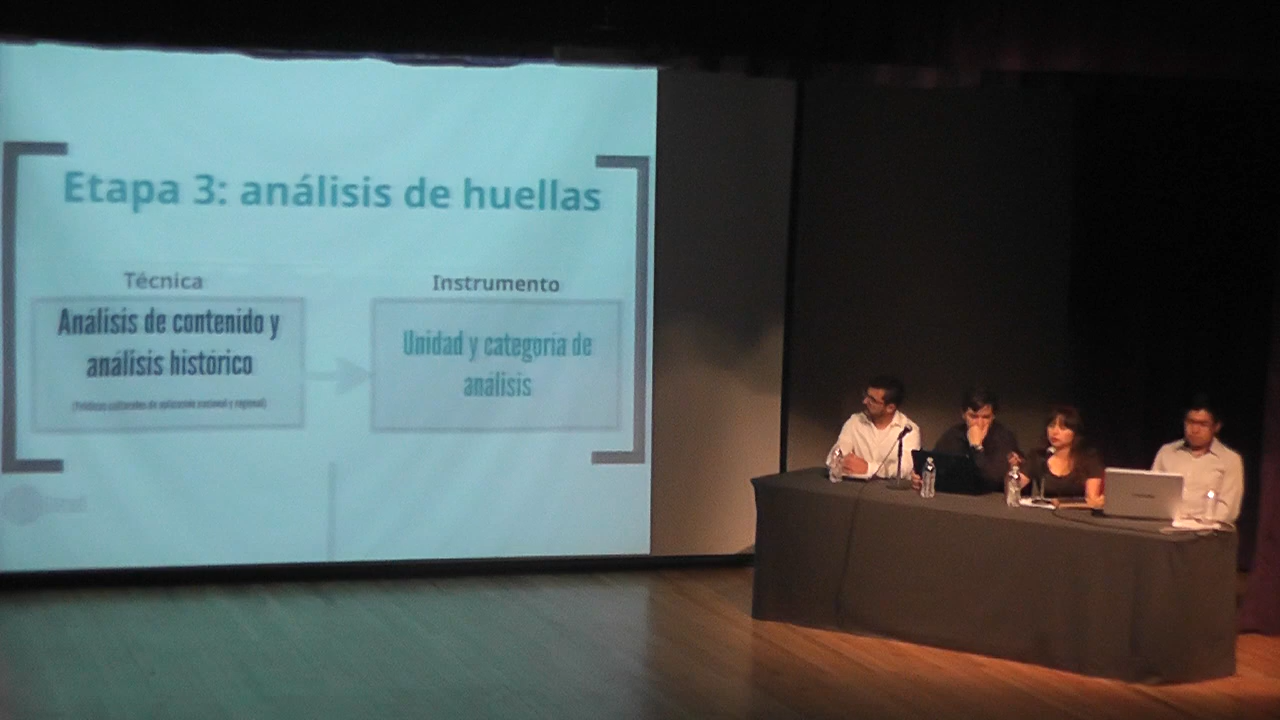 Etapa 3: análisis de huellas
Técnica
Análisis de contenido y
análisis histórico
Instrumento
Unidad y categoría de
análisis